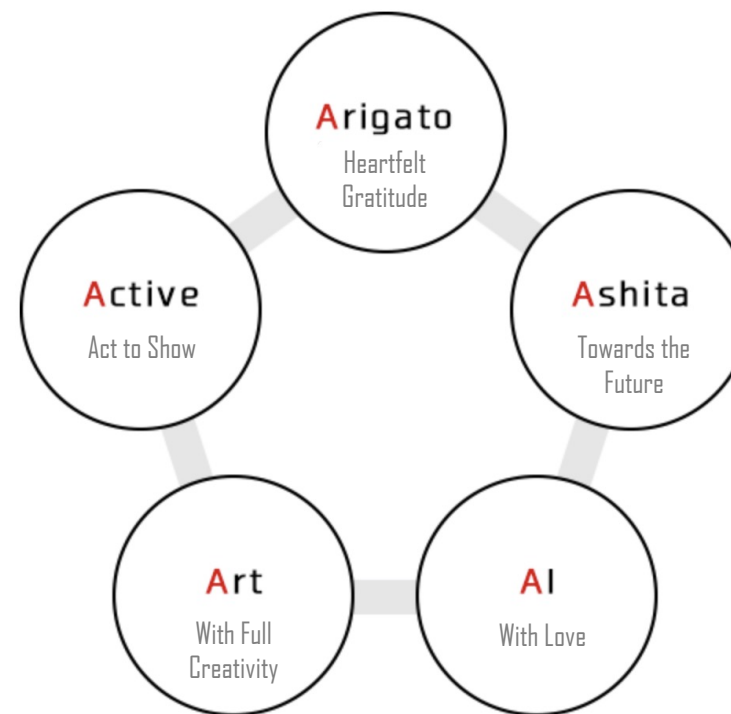 Arigato
Heartfelt
Gratitude
Active
Act to Show
Ashita
Towards the
Future
Art
With Full
Creativity
AI
With Love